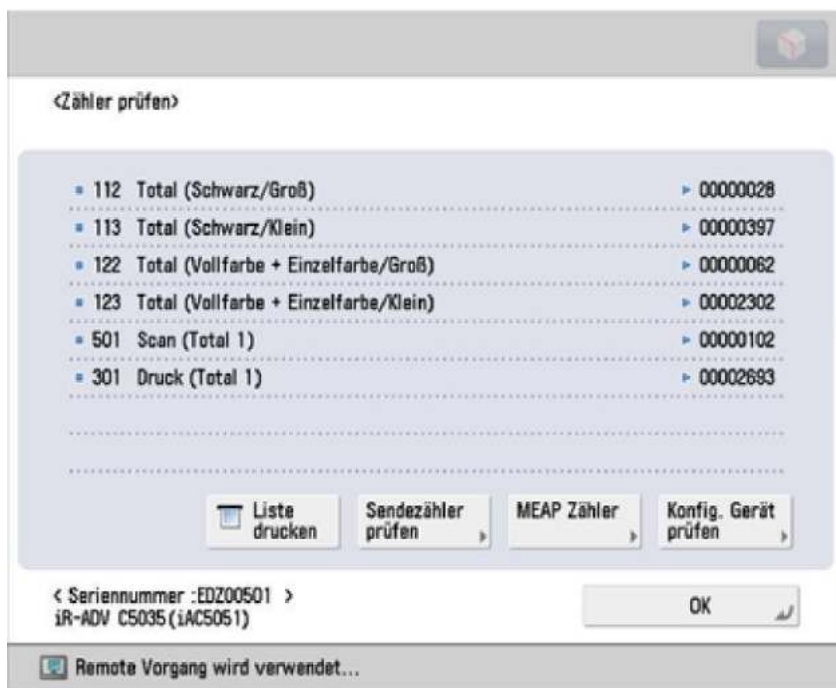 <Zähler prüfen>
112 Total (Schwarz/Groß) 00000028
113 Total (Schwarz/Klein) 00000397
122 Total (Vollfarbe + Einzelfarbe/Groß) 00000062
123 Total (Vollfarbe + Einzelfarbe/Klein) 00002302
501 Scan (Total 1) 00000102
301 Druck (Total 1) 00002693
Liste drucken
Sendezähler prüfen
MEAP Zähler
Konfig. Gerät prüfen
< Seriennummer :EDZ00501 >
iR-ADV C5035(iAC5051)
OK
Remote Vorgang wird verwendet...